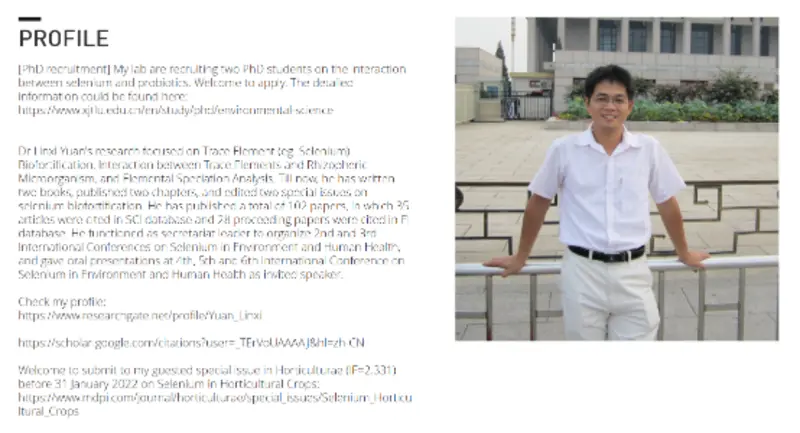 PROFILE
[PhD recruitment] My lab are recruiting two PhD students on the interaction
between selenium and probiotics. Welcome to apply. The detailed
information could be found here:
https://www.xjtlu.edu.cn/en/study/phd/environmental-science
Dr Linxi Yuan's research focused on Trace Element (eg. Selenium)
Biofortification, Interaction between Trace Elements and Rhizopheric
Microorganism, and Elemental Speciation Analysis. Till now, he has written
two books, published two chapters, and edited two special issues on
selenium biofortification. He has published a total of 102 papers, in which 35
articles were cited in SCI database and 28 proceeding papers were cited in EI
database. He functioned as secretariat leader to organize 2nd and 3rd
International Conferences on Selenium in Environment and Human Health,
and gave oral presentations at 4th, 5th and 6th International Conference on
Selenium in Environment and Human Health as invited speaker.
Check my profile:
https://www.researchgate.net/profile/Yuan_Linxi
https://scholar.google.com/citations?user=_TErVoUAAAAJ&hl=zh-CN
Welcome to submit to my guested special issue in Horticulturae (IF=2.331)
before 31 January 2022 on Selenium in Horticultural Crops:
https://www.mdpi.com/journal/horticulturae/special_issues/Selenium_Horticu
ltural_Crops